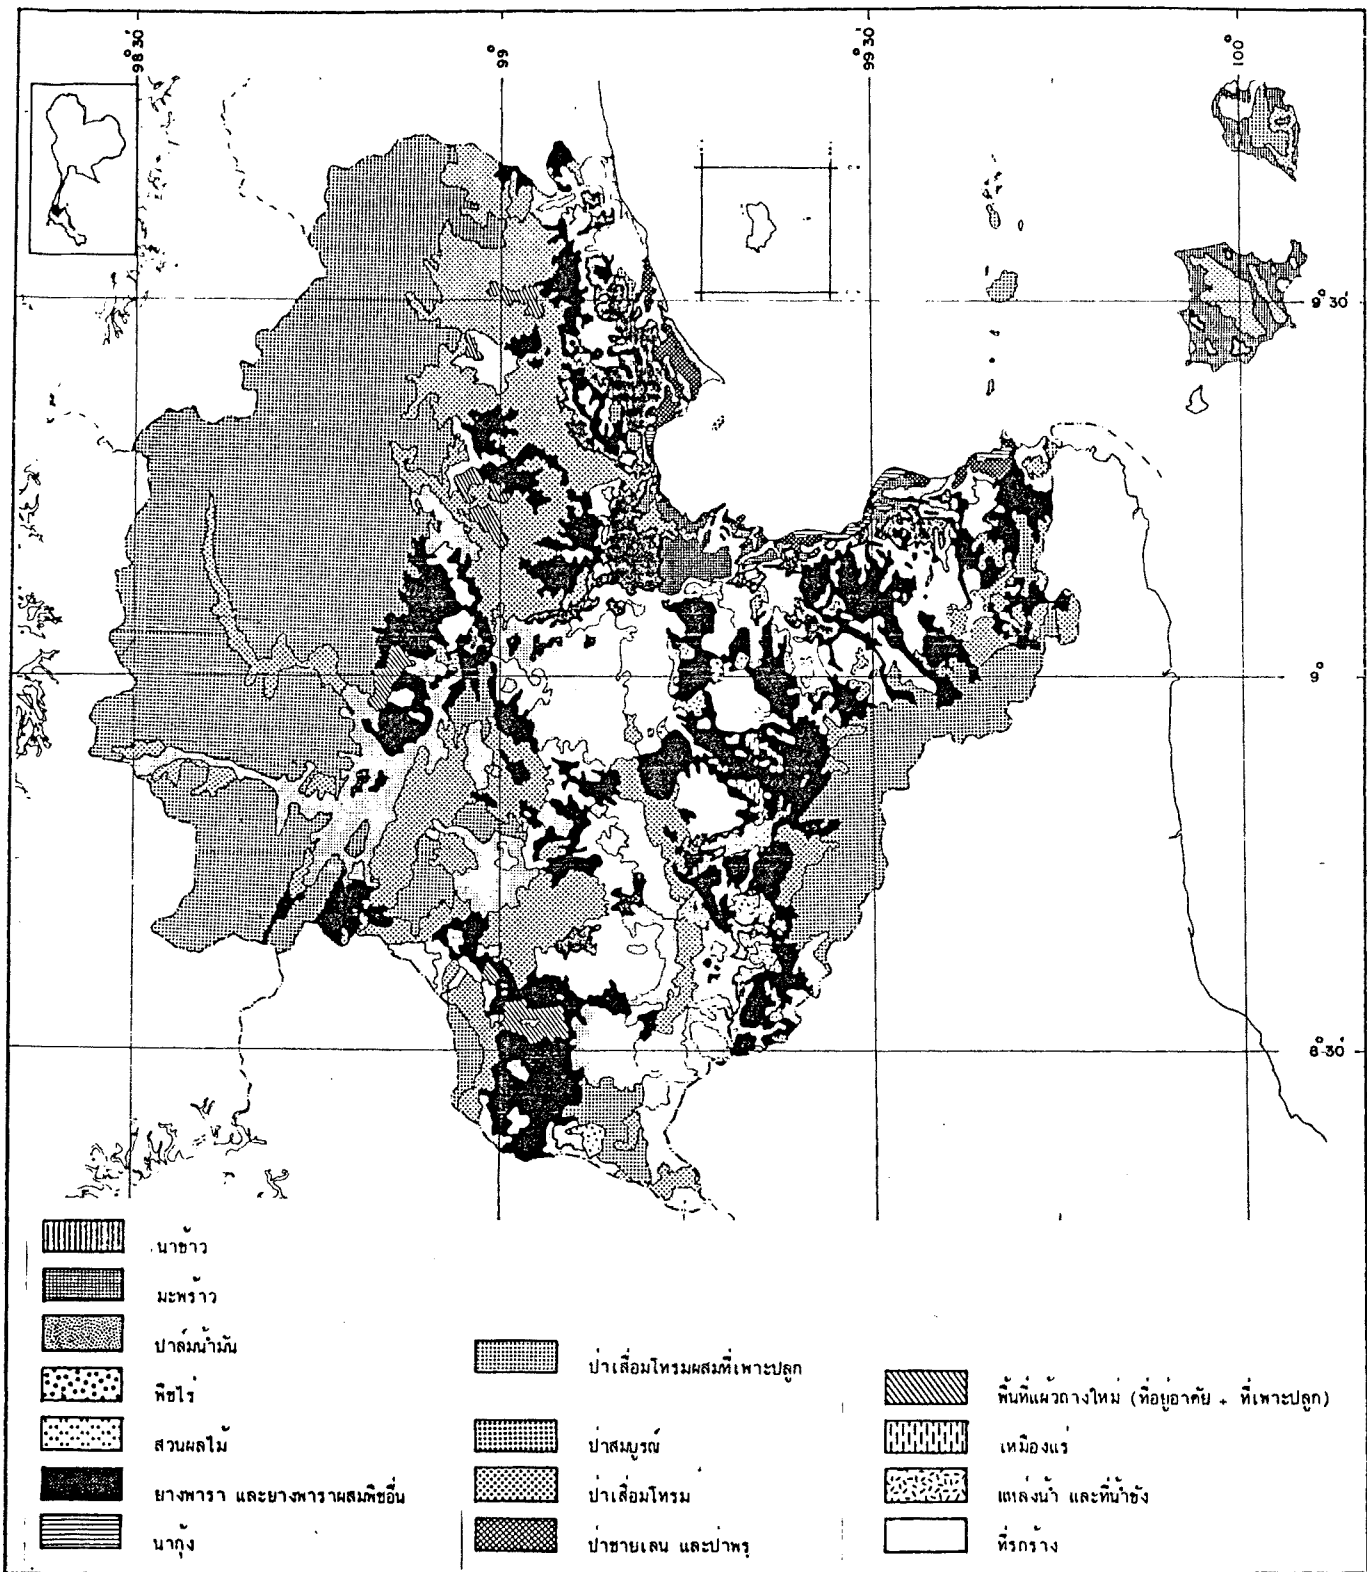 98°30'
99°
99°30'
100°
9°30'
9°
8°30'
นาข้าว
มะพร้าว
ปาล์มน้ำมัน
พืชไร่
สวนผลไม้
ยางพารา และยางพาราผสมพืชอื่น
นากุ้ง
ป่าเสื่อมโทรมผสมที่เพาะปลูก
ป่าสมบูรณ์
ป่าเสื่อมโทรม
ป่าชายเลน และป่าพรุ
พื้นที่แผ้วถางใหม่ (ที่อยู่อาศัย + ที่เพาะปลูก)
เหมืองแร่
แหล่งน้ำ และที่น้ำขัง
ที่รกร้าง